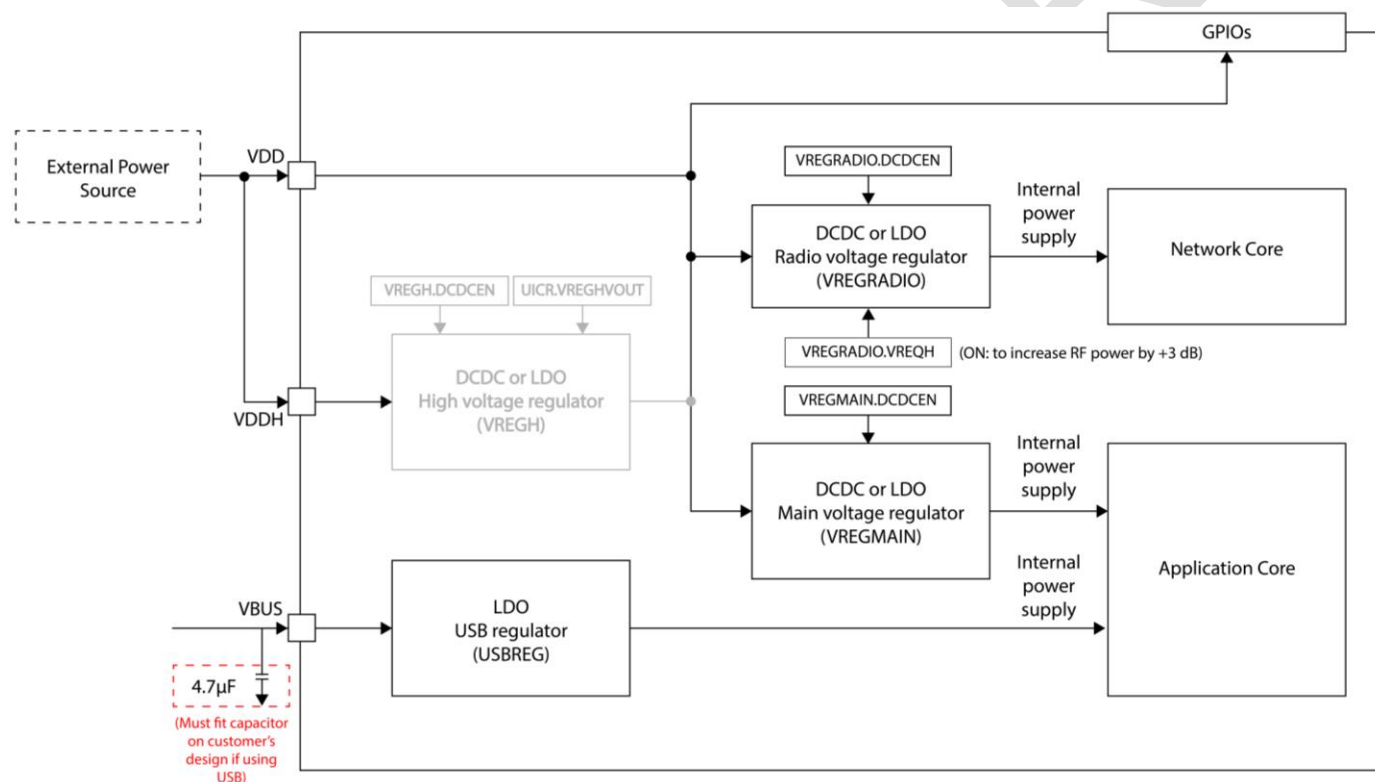 GPIOs
External Power
Source
VDD
VREGRADIO.DCDCEN
DCDC or LDO
Radio voltage regulator
(VREGRADIO)
Internal
power
supply
Network Core
VREGH.DCDCEN
UICR.VREGHVOUT
VREGRADIO.VREQH
(ON: to increase RF power by +3 dB)
VDDH
DCDC or LDO
High voltage regulator
(VREGH)
VREGMAIN.DCDCEN
DCDC or LDO
Main voltage regulator
(VREGMAIN)
Internal
power
supply
Application Core
VBUS
LDO
USB regulator
(USBREG)
Internal
power
supply
4.7μF
(Must fit capacitor
on customer's
design if using
USB)